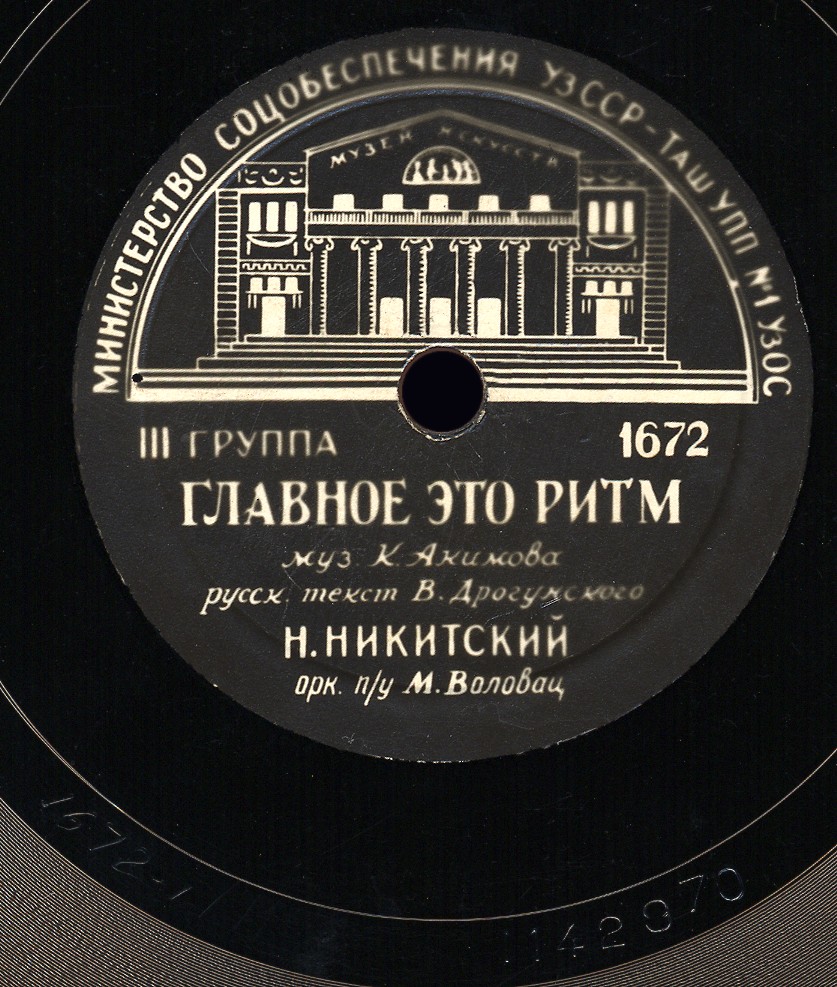 МИНИСТЕРСТВО СОЦОБЕСПЕЧЕНИЯ УЗССР-ТАШ УПП №1 УЗОС
МУЗЕЙ ИСКУССТВ
III ГРУППА 1672
ГЛАВНОЕ ЭТО РИТМ
муз К. Акимова
русск. текст В. Дрогунского
Н. НИКИТСКИЙ
орк. п/у М. Воловац
1672-1
142870